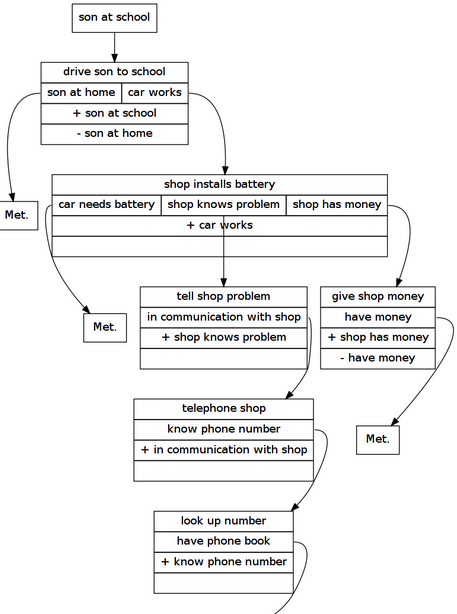 son at school
drive son to school
son at home car works
+ son at school
- son at home
shop installs battery
Met.
car needs battery shop knows problem shop has money
+ car works
tell shop problem give shop money
in communication with shop have money
Met.
+ shop knows problem + shop has money
- have money
telephone shop
know phone number
Met.
+ in communication with shop
look up number
have phone book
+ know phone number